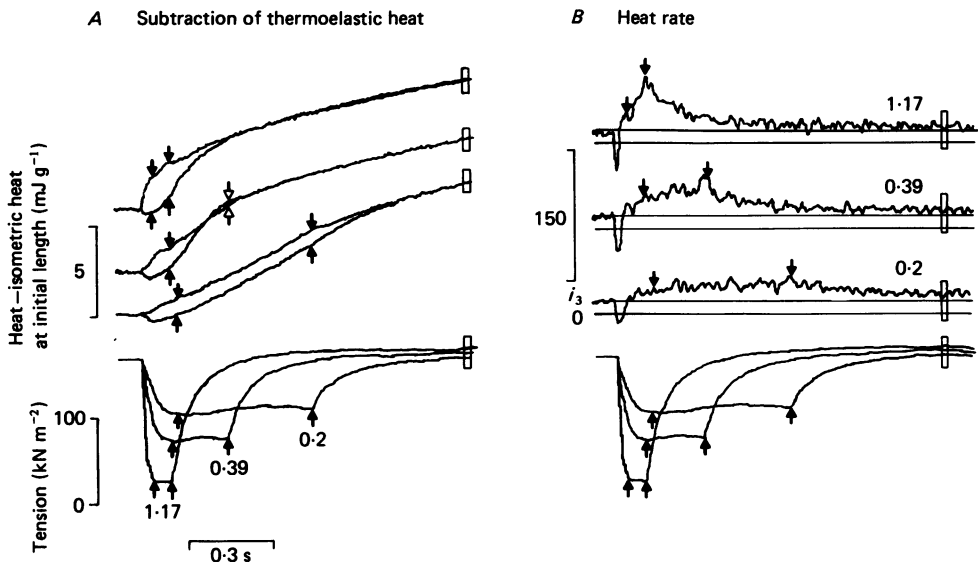 A Subtraction of thermoelastic heat
Heat–isometric heat
at initial length (mJ g⁻¹)
5
Tension (kN m⁻²)
100
0
1·17
0·39
0·2
0·3 s
B Heat rate
1·17
150
0·39
0·2
i₃
0